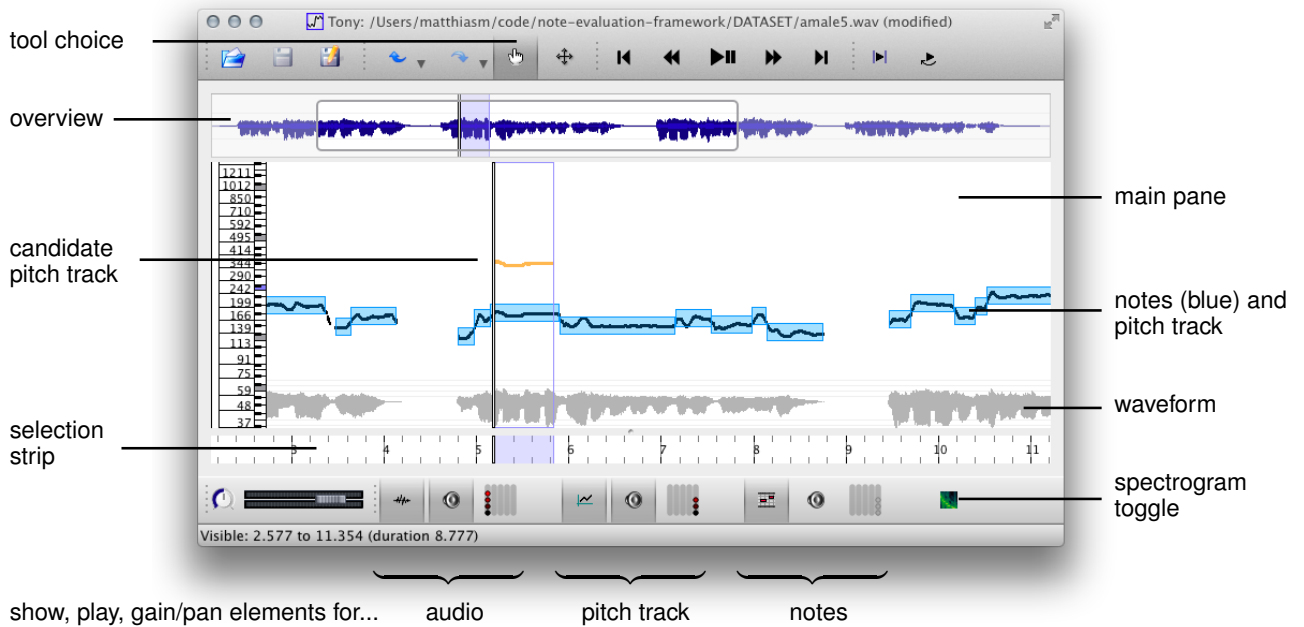 Tony: /Users/matthiasm/code/note-evaluation-framework/DATASET/amale5.wav (modified)
tool choice
overview
1211
1012
850
710
592
495
414
344
290
242
199
166
139
113
91
75
59
48
37
main pane
candidate
pitch track
notes (blue) and
pitch track
waveform
selection
strip
3 4 5 6 7 8 9 10 11
spectrogram
toggle
Visible: 2.577 to 11.354 (duration 8.777)
show, play, gain/pan elements for... audio pitch track notes